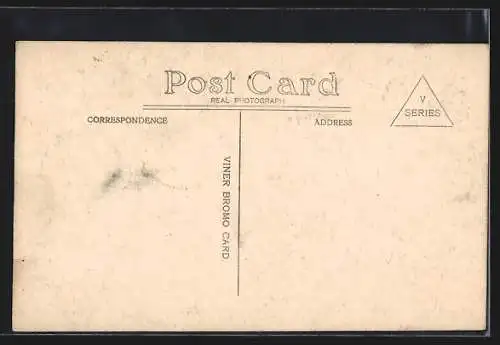 Post Card
REAL PHOTOGRAPH
CORRESPONDENCE
ADDRESS
V
SERIES
VINER BROMO CARD